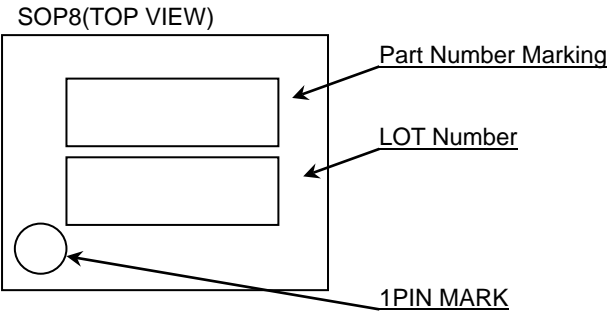 SOP8(TOP VIEW)
Part Number Marking
LOT Number
1PIN MARK